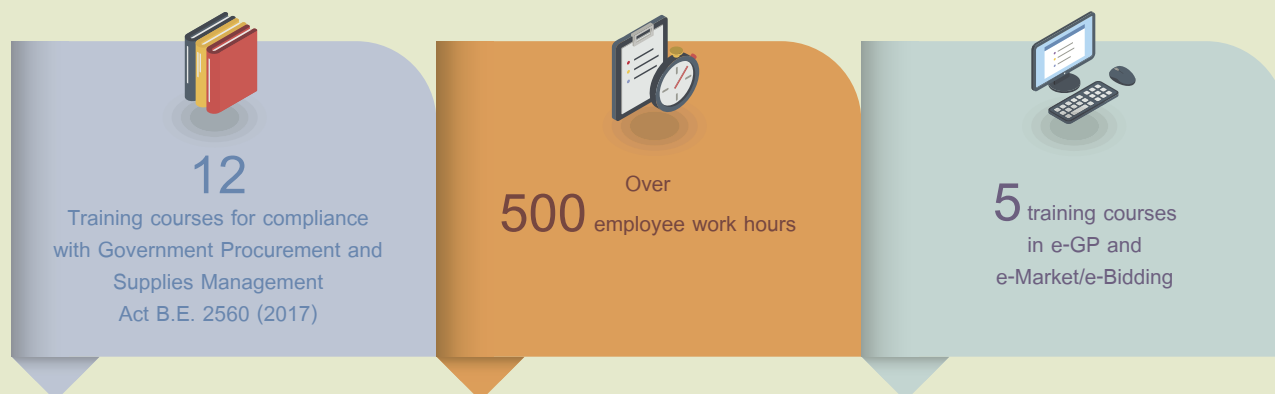 12
Training courses for compliance
with Government Procurement and
Supplies Management
Act B.E. 2560 (2017)
Over
500 employee work hours
5 training courses
in e-GP and
e-Market/e-Bidding